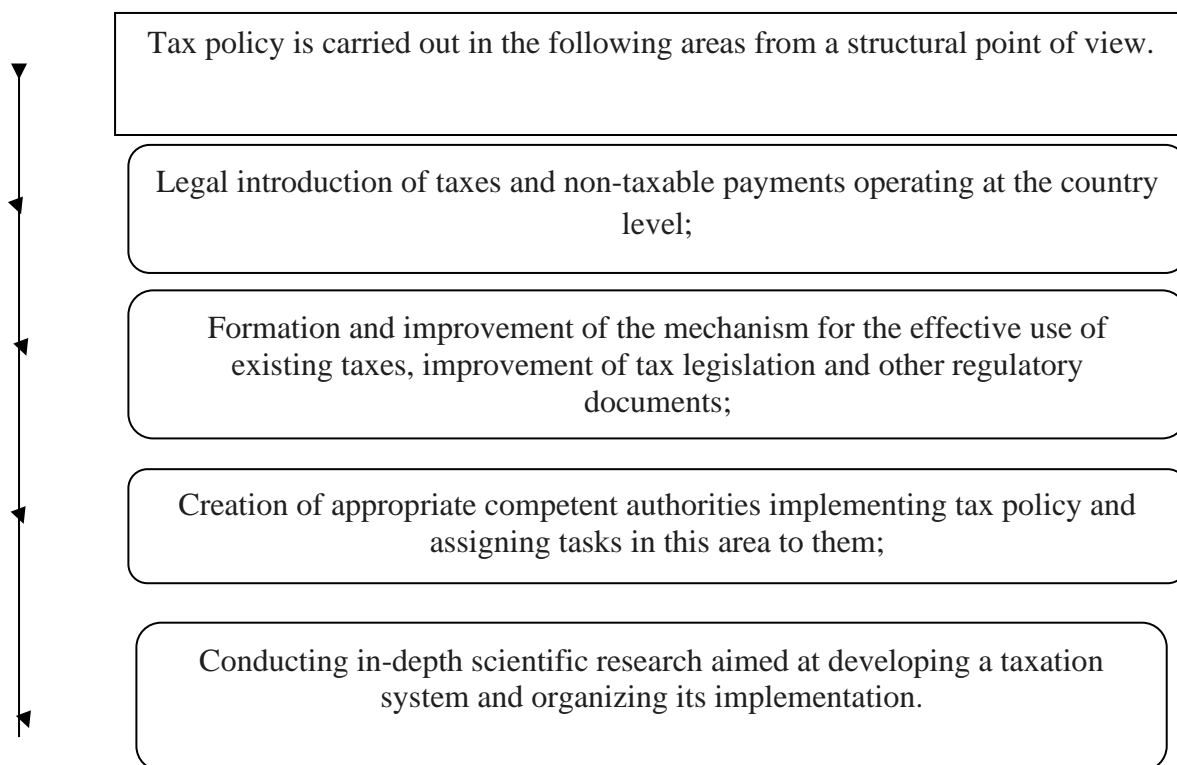 Tax policy is carried out in the following areas from a structural point of view.
Legal introduction of taxes and non-taxable payments operating at the country
level;
Formation and improvement of the mechanism for the effective use of
existing taxes, improvement of tax legislation and other regulatory
documents;
Creation of appropriate competent authorities implementing tax policy and
assigning tasks in this area to them;
Conducting in-depth scientific research aimed at developing a taxation
system and organizing its implementation.